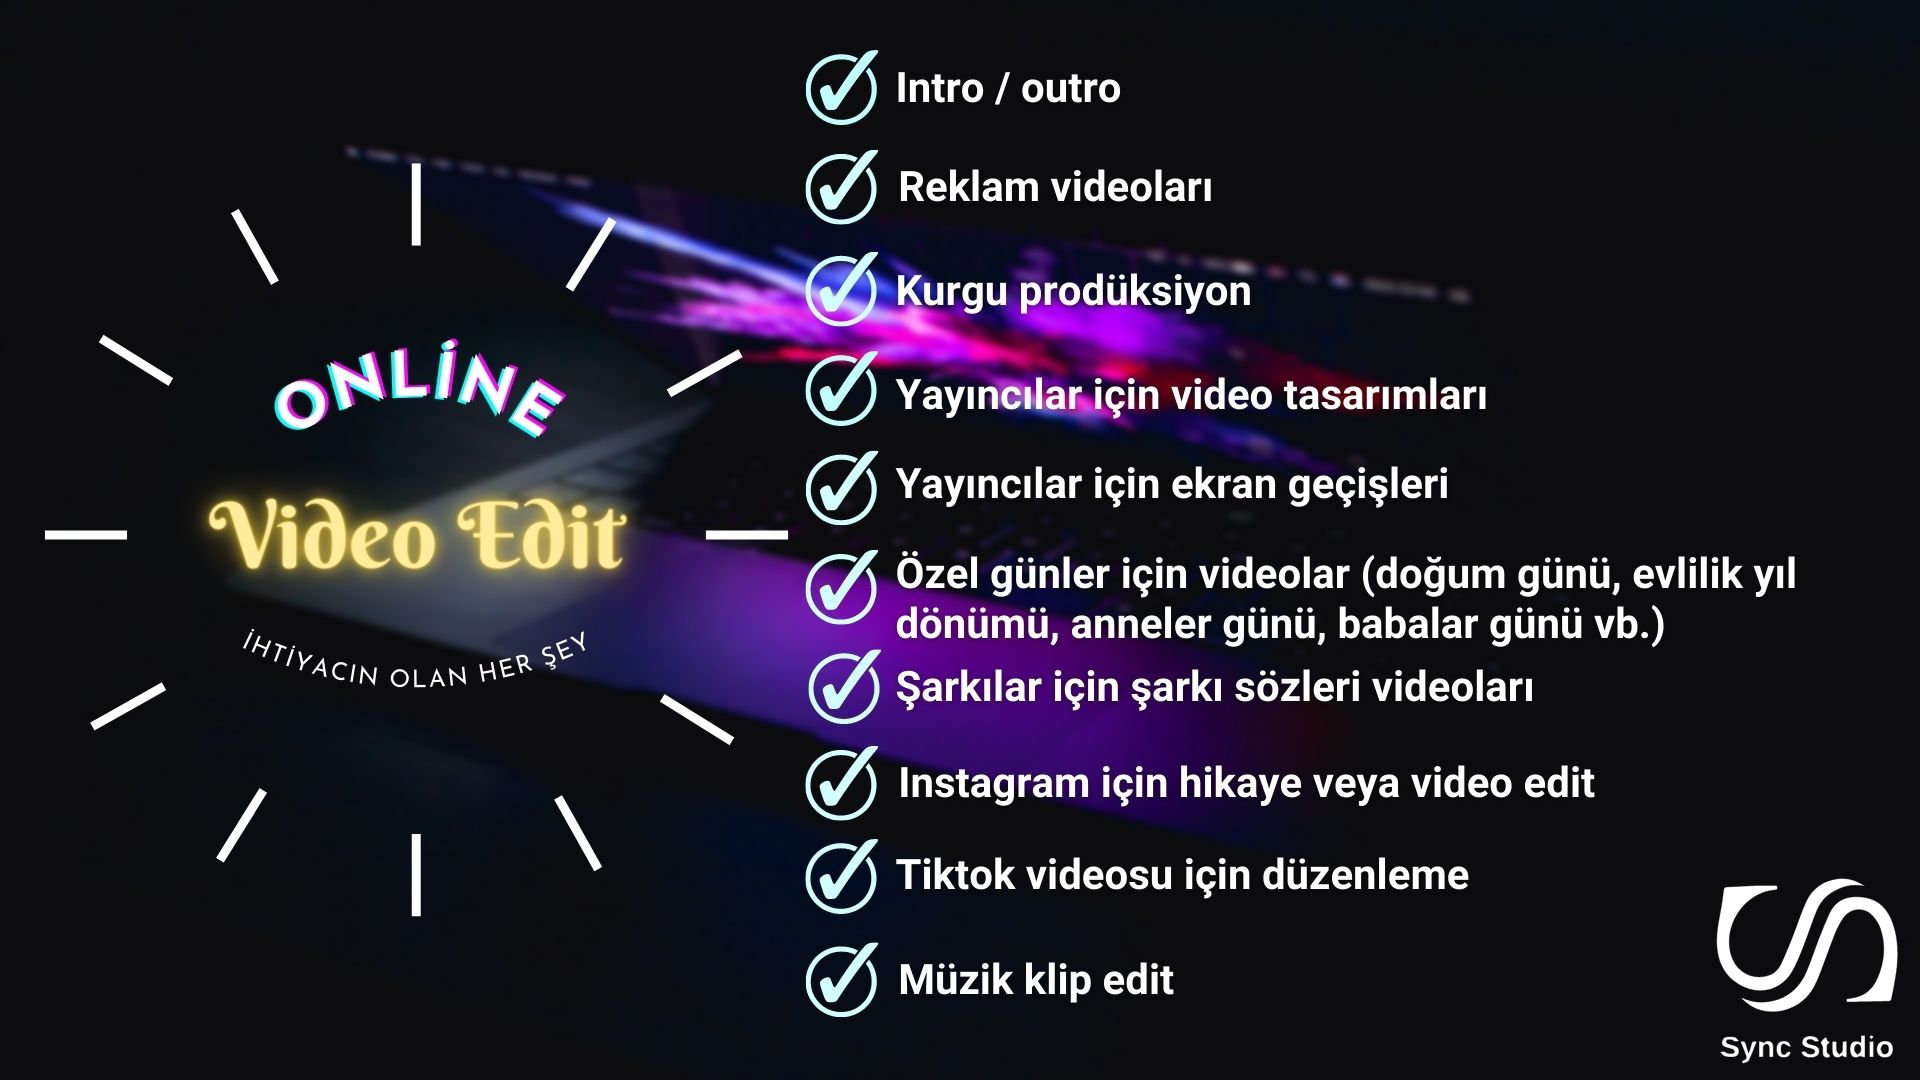 ONLİNE
Video Edit
İHTİYACIN OLAN HER ŞEY
Intro / outro
Reklam videoları
Kurgu prodüksiyon
Yayıncılar için video tasarımları
Yayıncılar için ekran geçişleri
Özel günler için videolar (doğum günü, evlilik yıl
dönümü, anneler günü, babalar günü vb.)
Şarkılar için şarkı sözleri videoları
Instagram için hikaye veya video edit
Tiktok videosu için düzenleme
Müzik klip edit
Sync Studio